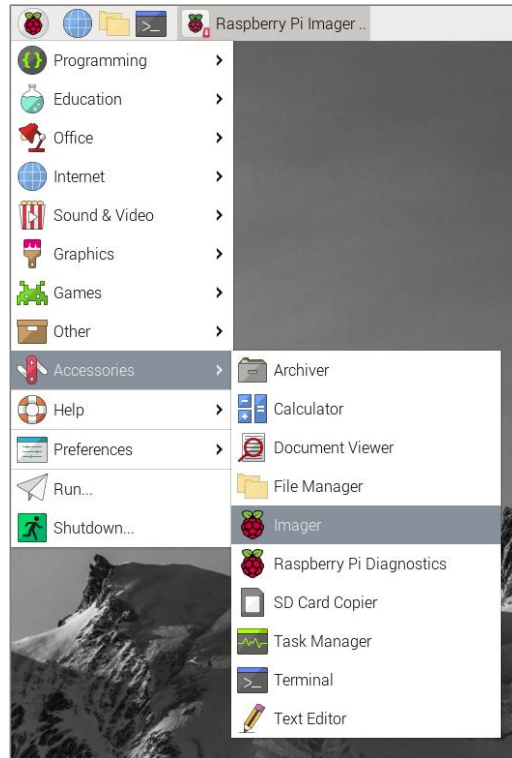 Raspberry Pi Imager ..
Programming
Education
Office
Internet
Sound & Video
Graphics
Games
Other
Accessories
Help
Preferences
Run...
Shutdown...
Archiver
Calculator
Document Viewer
File Manager
Imager
Raspberry Pi Diagnostics
SD Card Copier
Task Manager
Terminal
Text Editor